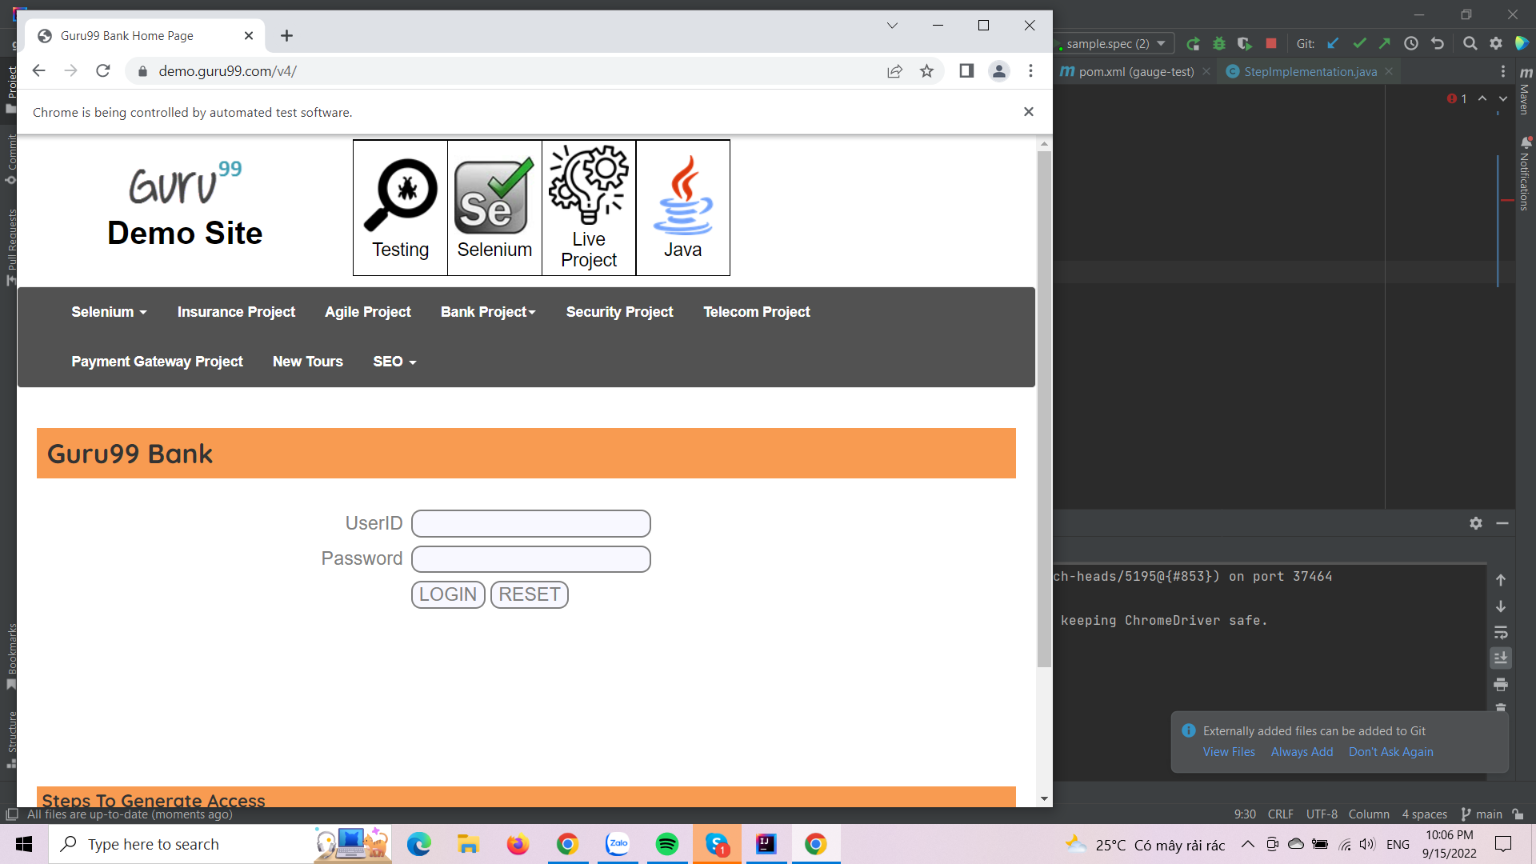 Guru99 Bank Home Page
demo.guru99.com/v4/
Chrome is being controlled by automated test software.
Guru99
Demo Site
Testing
Se
Selenium
Live
Project
Java
Selenium
Insurance Project
Agile Project
Bank Project
Security Project
Telecom Project
Payment Gateway Project
New Tours
SEO
Guru99 Bank
UserID
Password
LOGIN
RESET
Steps To Generate Access
sample.spec (2)
Git:
pom.xml (gauge-test)
StepImplementation.java
1
Project
Commit
Pull Requests
Bookmarks
Structure
Maven
Notifications
ch-heads/5195@{#853}) on port 37464
keeping ChromeDriver safe.
Externally added files can be added to Git
View Files Always Add Don't Ask Again
All files are up-to-date (moments ago)
9:30 CRLF UTF-8 Column 4 spaces main
Type here to search
Zalo
1
25°C Có mây rải rác
ENG
10:06 PM
9/15/2022